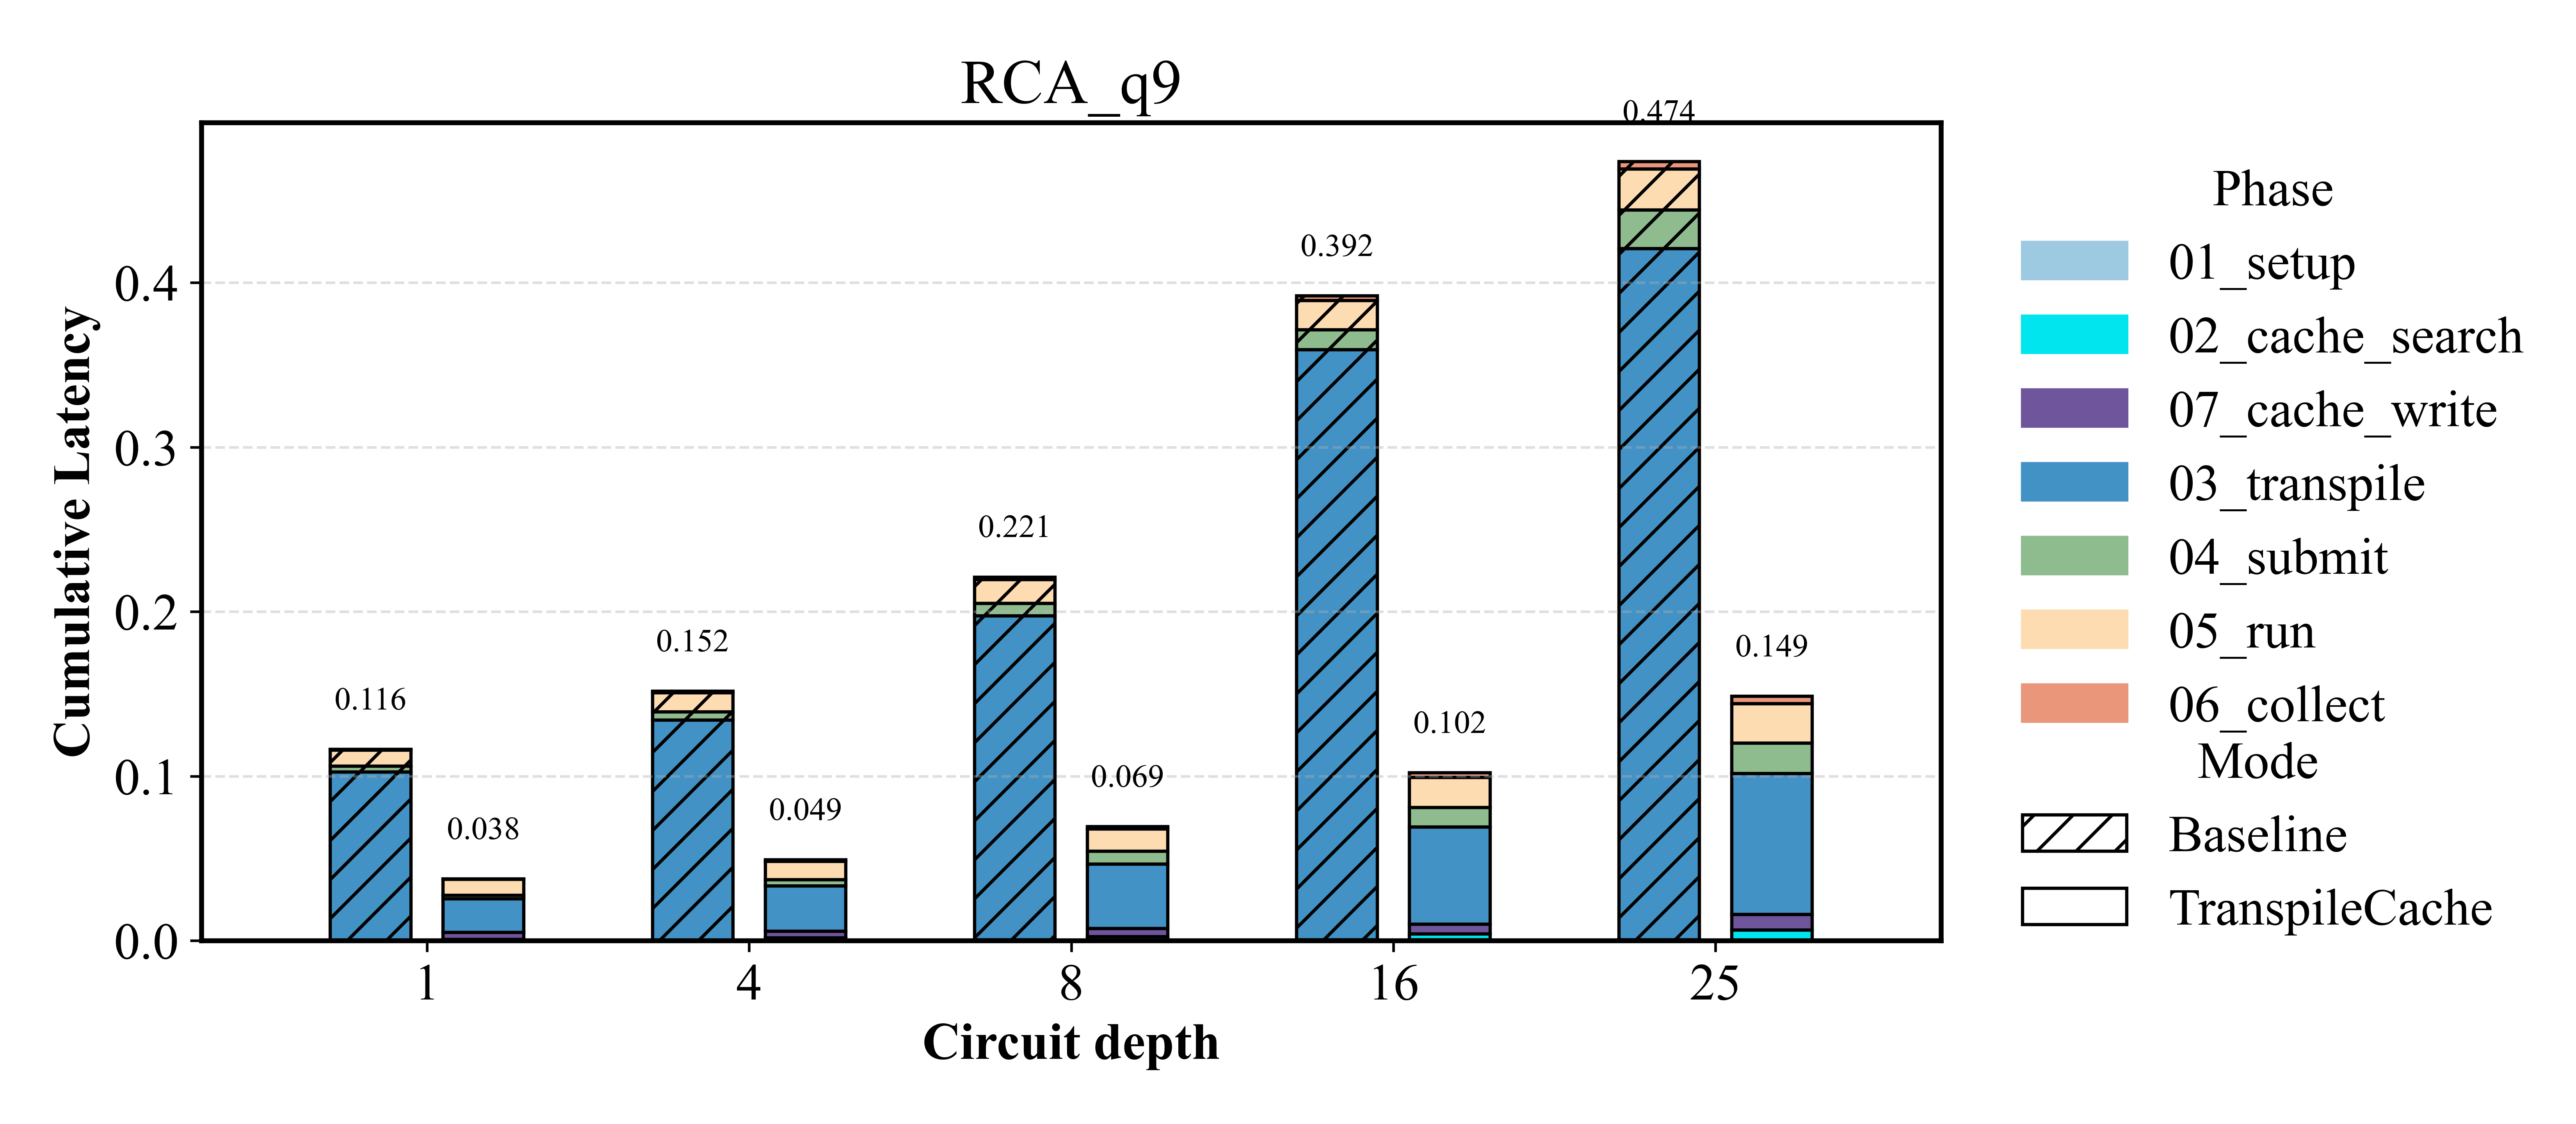 RCA_q9
Cumulative Latency
0.4
0.3
0.2
0.1
0.0
0.116
0.038
0.152
0.049
0.221
0.069
0.392
0.102
0.474
0.149
1
4
8
16
25
Circuit depth
Phase
01_setup
02_cache_search
07_cache_write
03_transpile
04_submit
05_run
06_collect
Mode
Baseline
TranspileCache